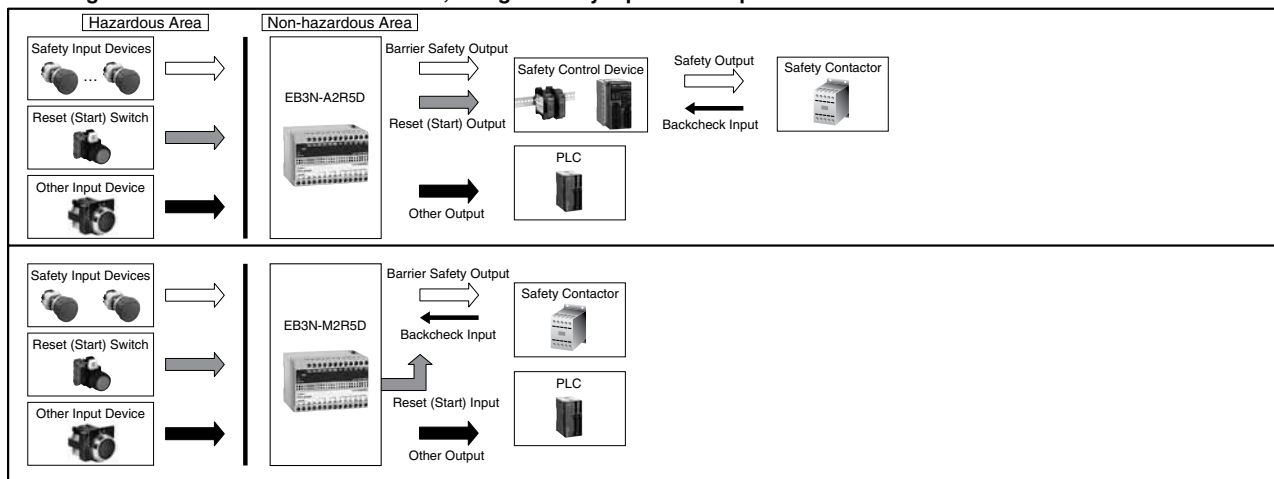 Hazardous Area
Non-hazardous Area
Safety Input Devices
...
Reset (Start) Switch
Other Input Device
EB3N-A2R5D
Barrier Safety Output
Reset (Start) Output
Other Output
Safety Control Device
PLC
Safety Output
Backcheck Input
Safety Contactor
Safety Input Devices
Reset (Start) Switch
Other Input Device
EB3N-M2R5D
Barrier Safety Output
Backcheck Input
Reset (Start) Input
Other Output
Safety Contactor
PLC